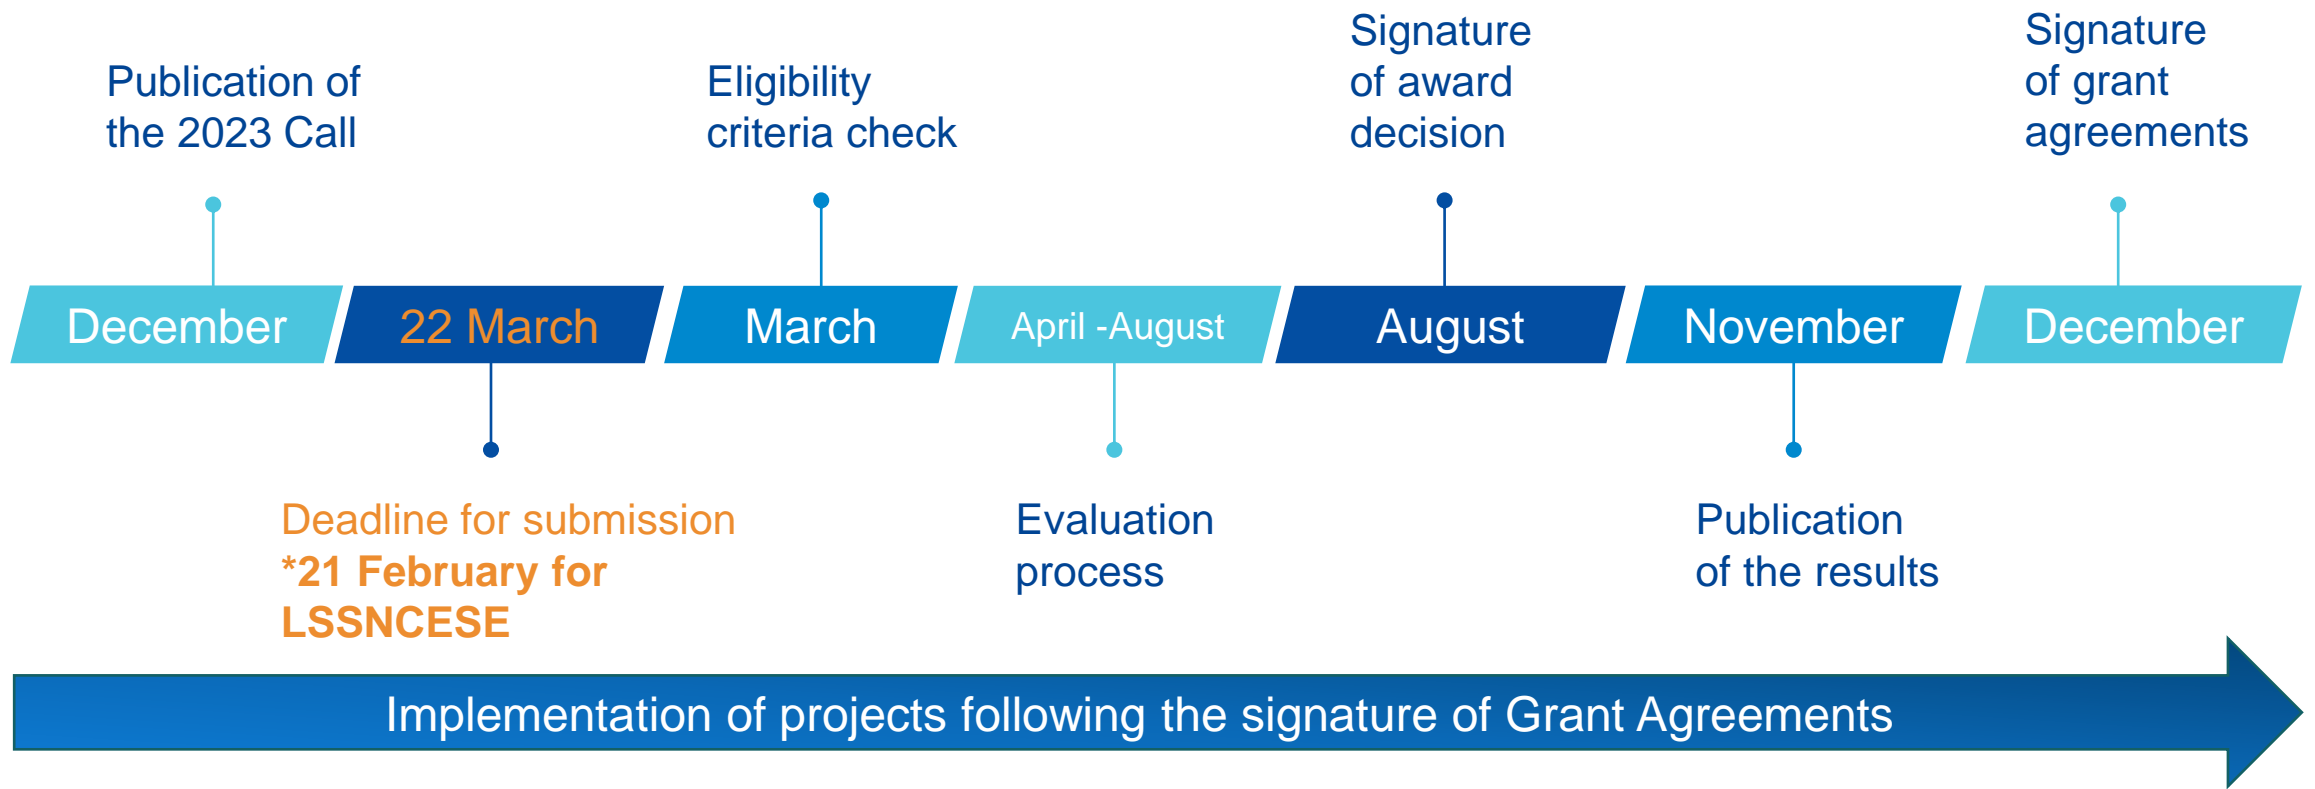 Publication of
the 2023 Call
Eligibility
criteria check
Signature
of award
decision
Signature
of grant
agreements
December
22 March
March
April -August
August
November
December
Deadline for submission
*21 February for
LSSNCESE
Evaluation
process
Publication
of the results
Implementation of projects following the signature of Grant Agreements